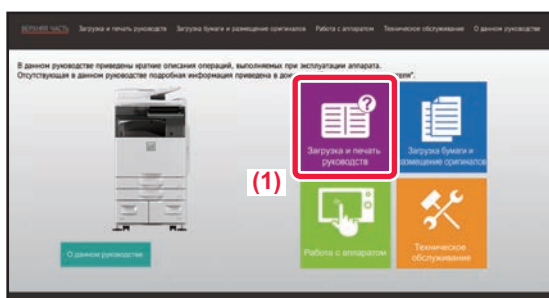 ВЕРХНЯЯ ЧАСТЬ Загрузка и печать руководств Загрузка бумаги и размещение оригиналов Работа с аппаратом Техническое обслуживание О данном руководстве
В данном руководстве приведены краткие описания операций, выполняемых при эксплуатации аппарата.
Отсутствующая в данном руководстве подробная информация приведена в
Загрузка и печать
руководств
Загрузка бумаги и
размещение оригиналов
(1)
О данном руководстве
Работа с аппаратом
Техническое
обслуживание